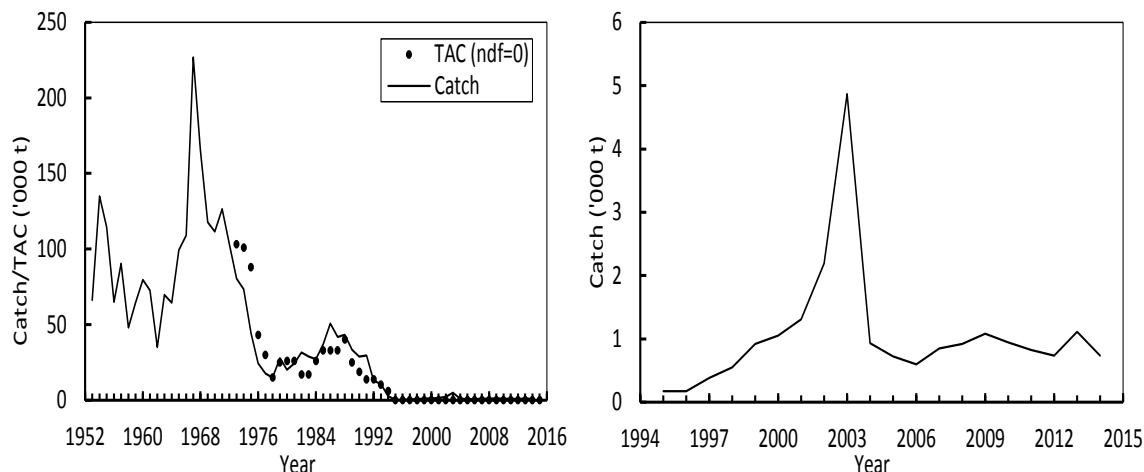 250
200
150
100
50
0
Catch/TAC ('000 t)
TAC (ndf=0)
Catch
1952 1960 1968 1976 1984 1992 2000 2008 2016
Year
6
5
4
3
2
1
0
Catch ('000 t)
1994 1997 2000 2003 2006 2009 2012 2015
Year